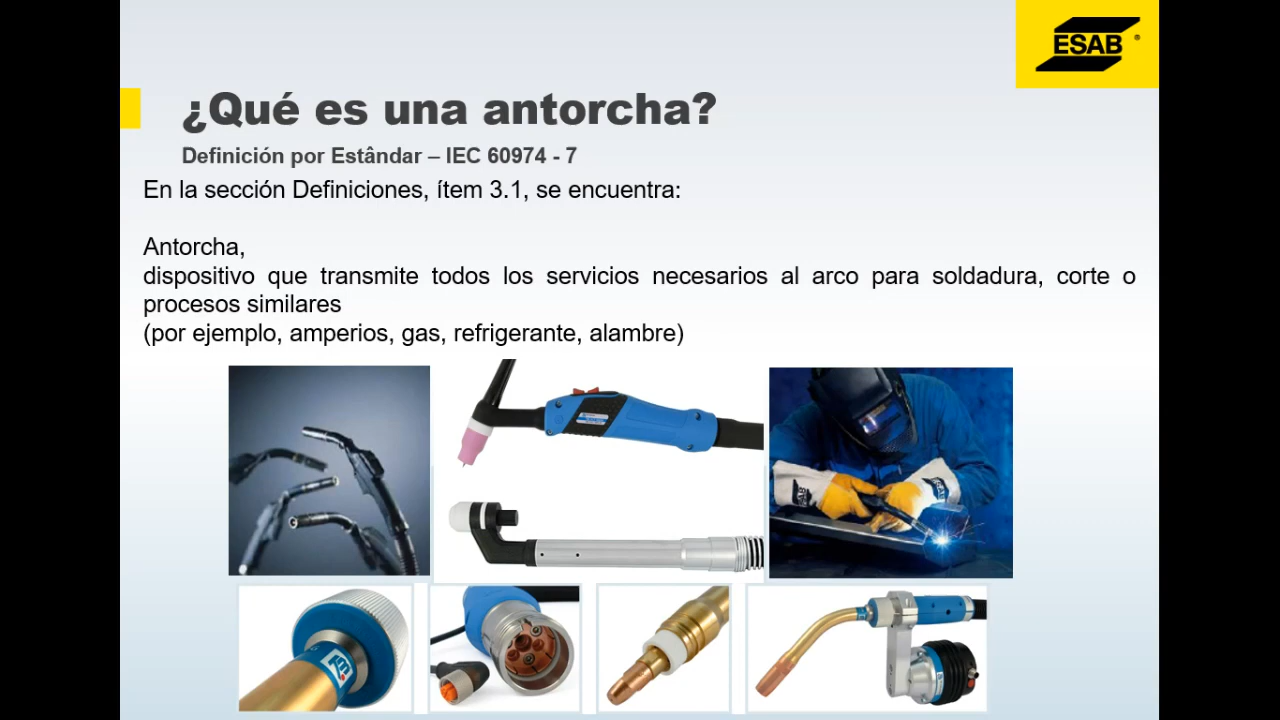 ESAB
¿Qué es una antorcha?
Definición por Estândar – IEC 60974 - 7
En la sección Definiciones, ítem 3.1, se encuentra:
Antorcha,
dispositivo que transmite todos los servicios necesarios al arco para soldadura, corte o
procesos similares
(por ejemplo, amperios, gas, refrigerante, alambre)
ESAB